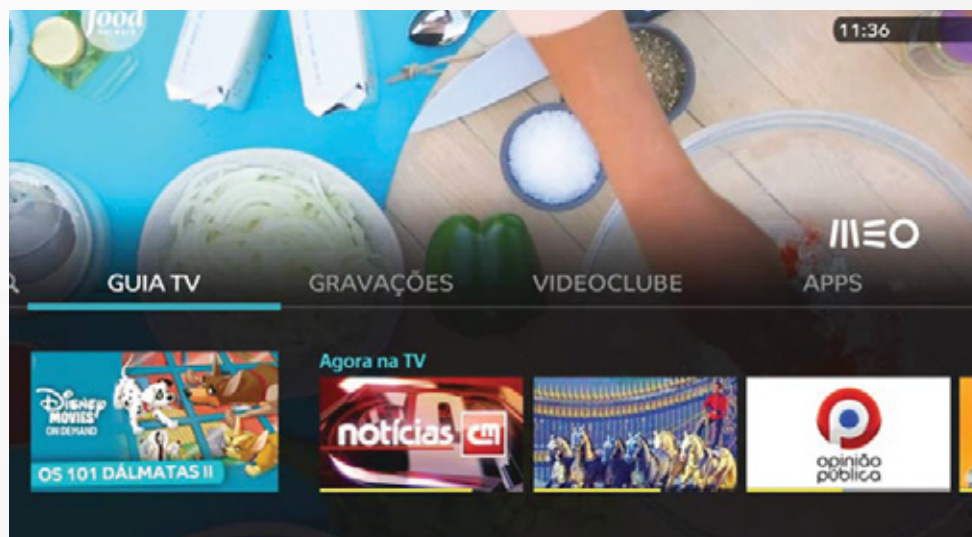 food
network
11:36
MEO
GUIA TV
GRAVAÇÕES
VIDEOCLUBE
APPS
Agora na TV
Disney
MOVIES
ON DEMAND
OS 101 DÁLMATAS II
notícias cm
opinião
pública